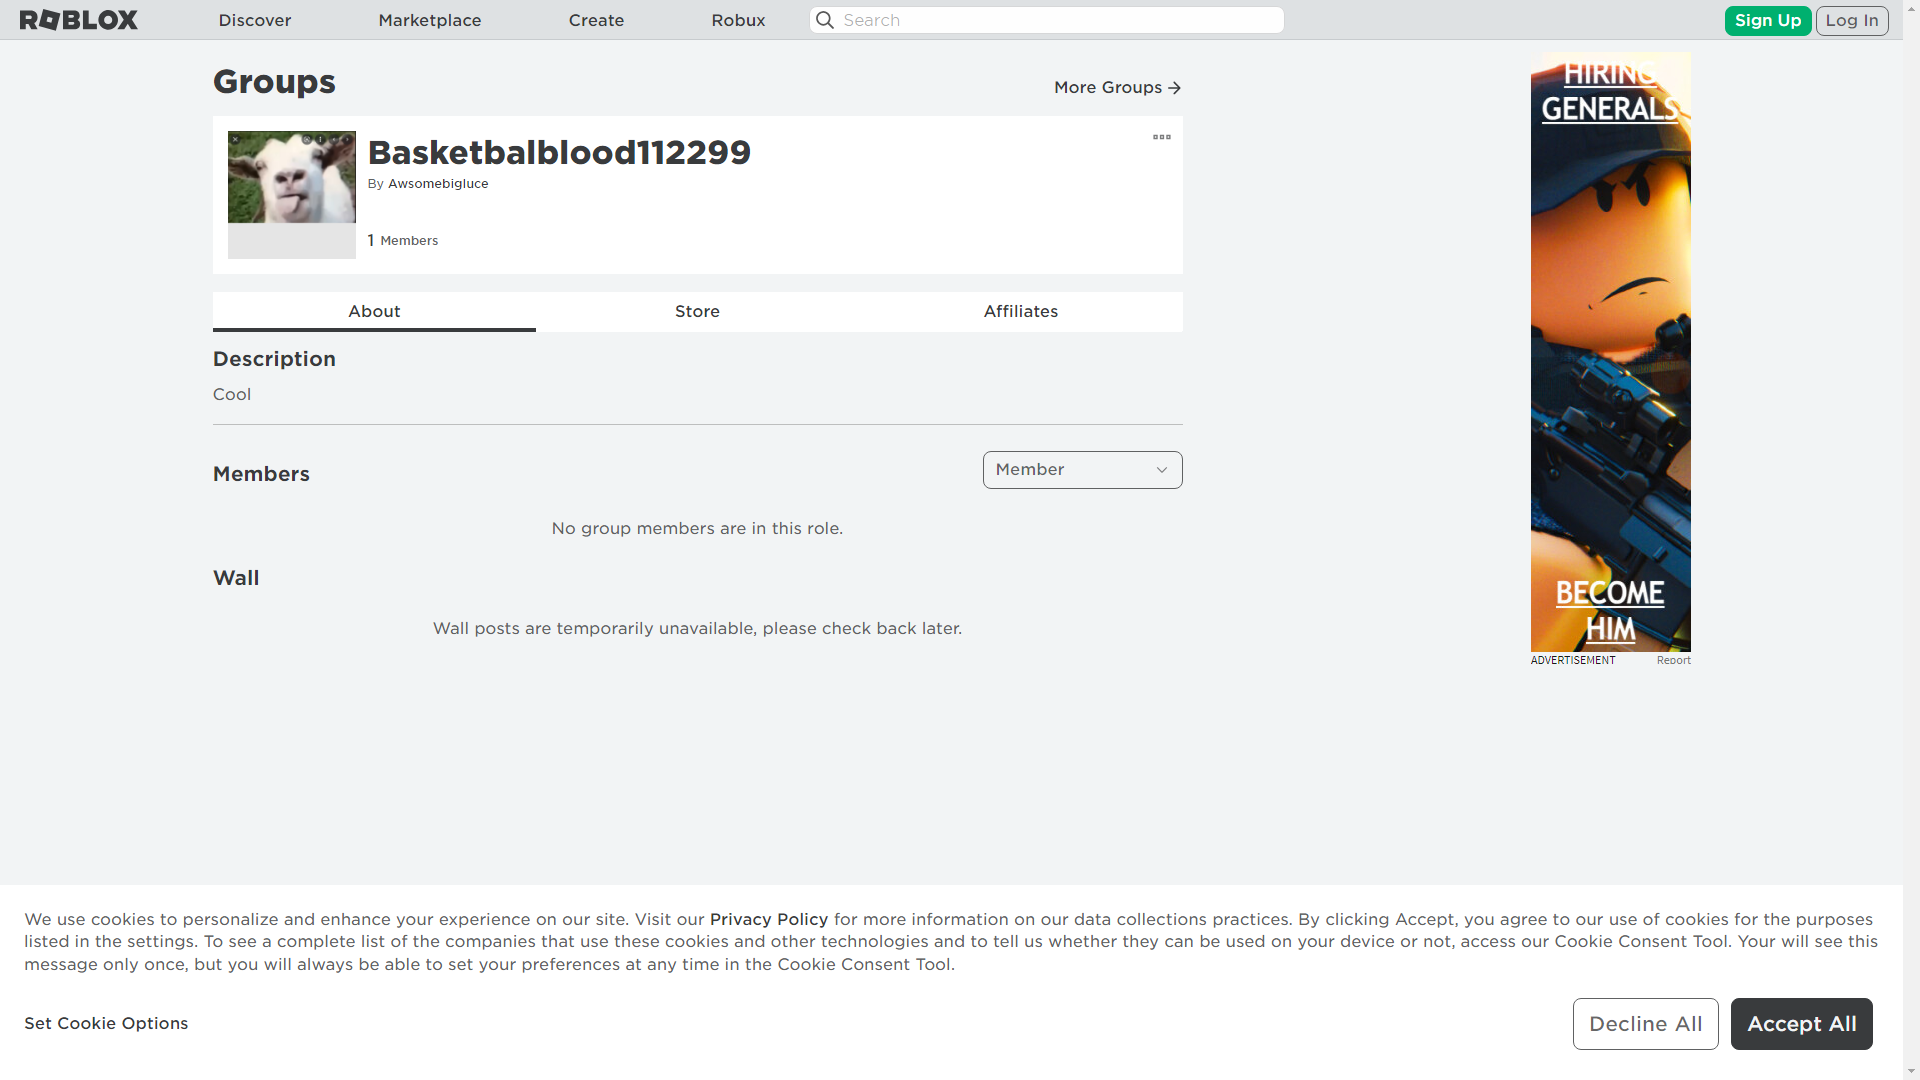 ROBLOX
Discover
Marketplace
Create
Robux
Search
Sign Up
Log In
Groups
More Groups
Basketbalblood112299
By Awsomebigluce
1 Members
About
Store
Affiliates
Description
Cool
Members
Member
No group members are in this role.
Wall
Wall posts are temporarily unavailable, please check back later.
HIRING
GENERALS
BECOME
HIM
ADVERTISEMENT
Report
We use cookies to personalize and enhance your experience on our site. Visit our Privacy Policy for more information on our data collections practices. By clicking Accept, you agree to our use of cookies for the purposes
listed in the settings. To see a complete list of the companies that use these cookies and other technologies and to tell us whether they can be used on your device or not, access our Cookie Consent Tool. Your will see this
message only once, but you will always be able to set your preferences at any time in the Cookie Consent Tool.
Set Cookie Options
Decline All
Accept All